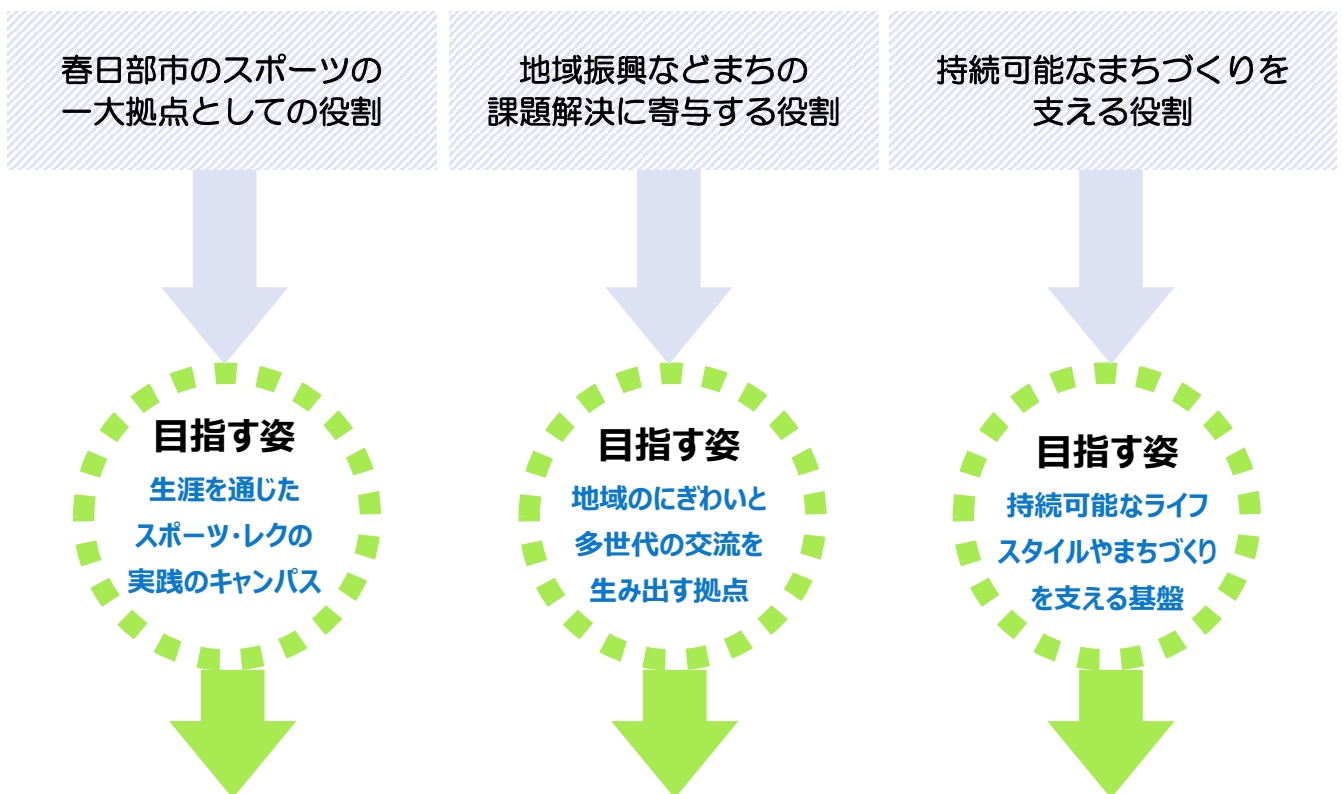 春日部市のスポーツの
一大拠点としての役割
地域振興などまちの
課題解決に寄与する役割
持続可能なまちづくりを
支える役割
目指す姿
生涯を通じた
スポーツ・レクの
実践のキャンパス
目指す姿
地域のにぎわいと
多世代の交流を
生み出す拠点
目指す姿
持続可能なライフ
スタイルやまちづくり
を支える基盤